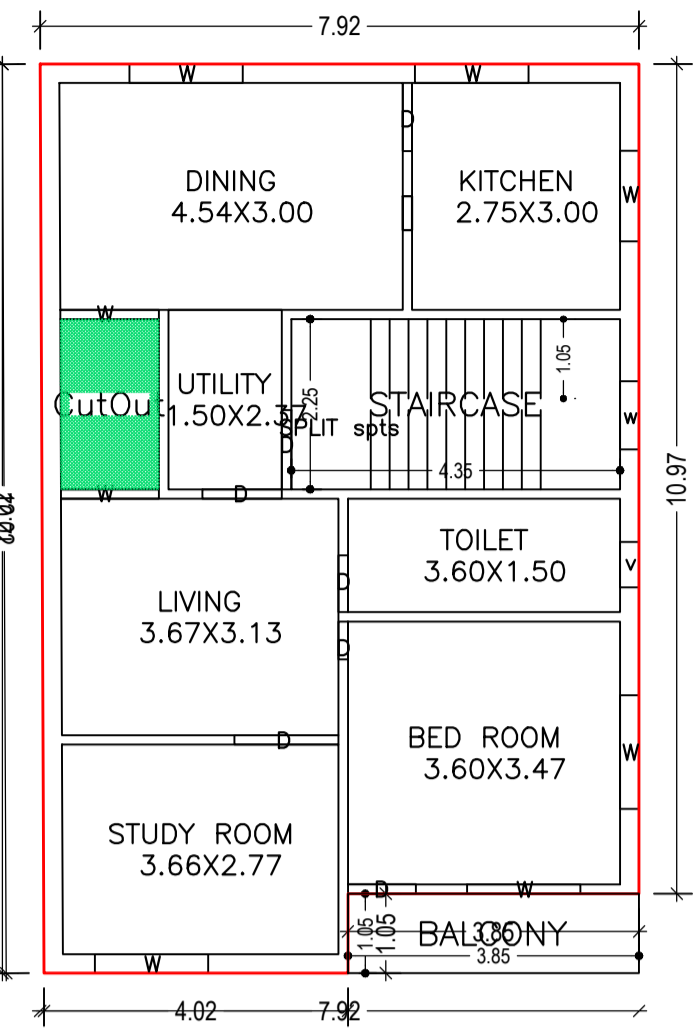 7.92
W
W
D
DINING
4.54X3.00
KITCHEN
2.75X3.00
W
W
1.05
UTILITY
1.50X2.37
2.25
CutOut
STAIRCASE
W
SPLIT spts
D
10.97
4.35
W
D
TOILET
3.60X1.50
V
D
LIVING
3.67X3.13
D
BED ROOM
3.60X3.47
W
D
STUDY ROOM
3.66X2.77
D
W
1.05
1.05
BALCONY
3.85
W
4.02
7.92